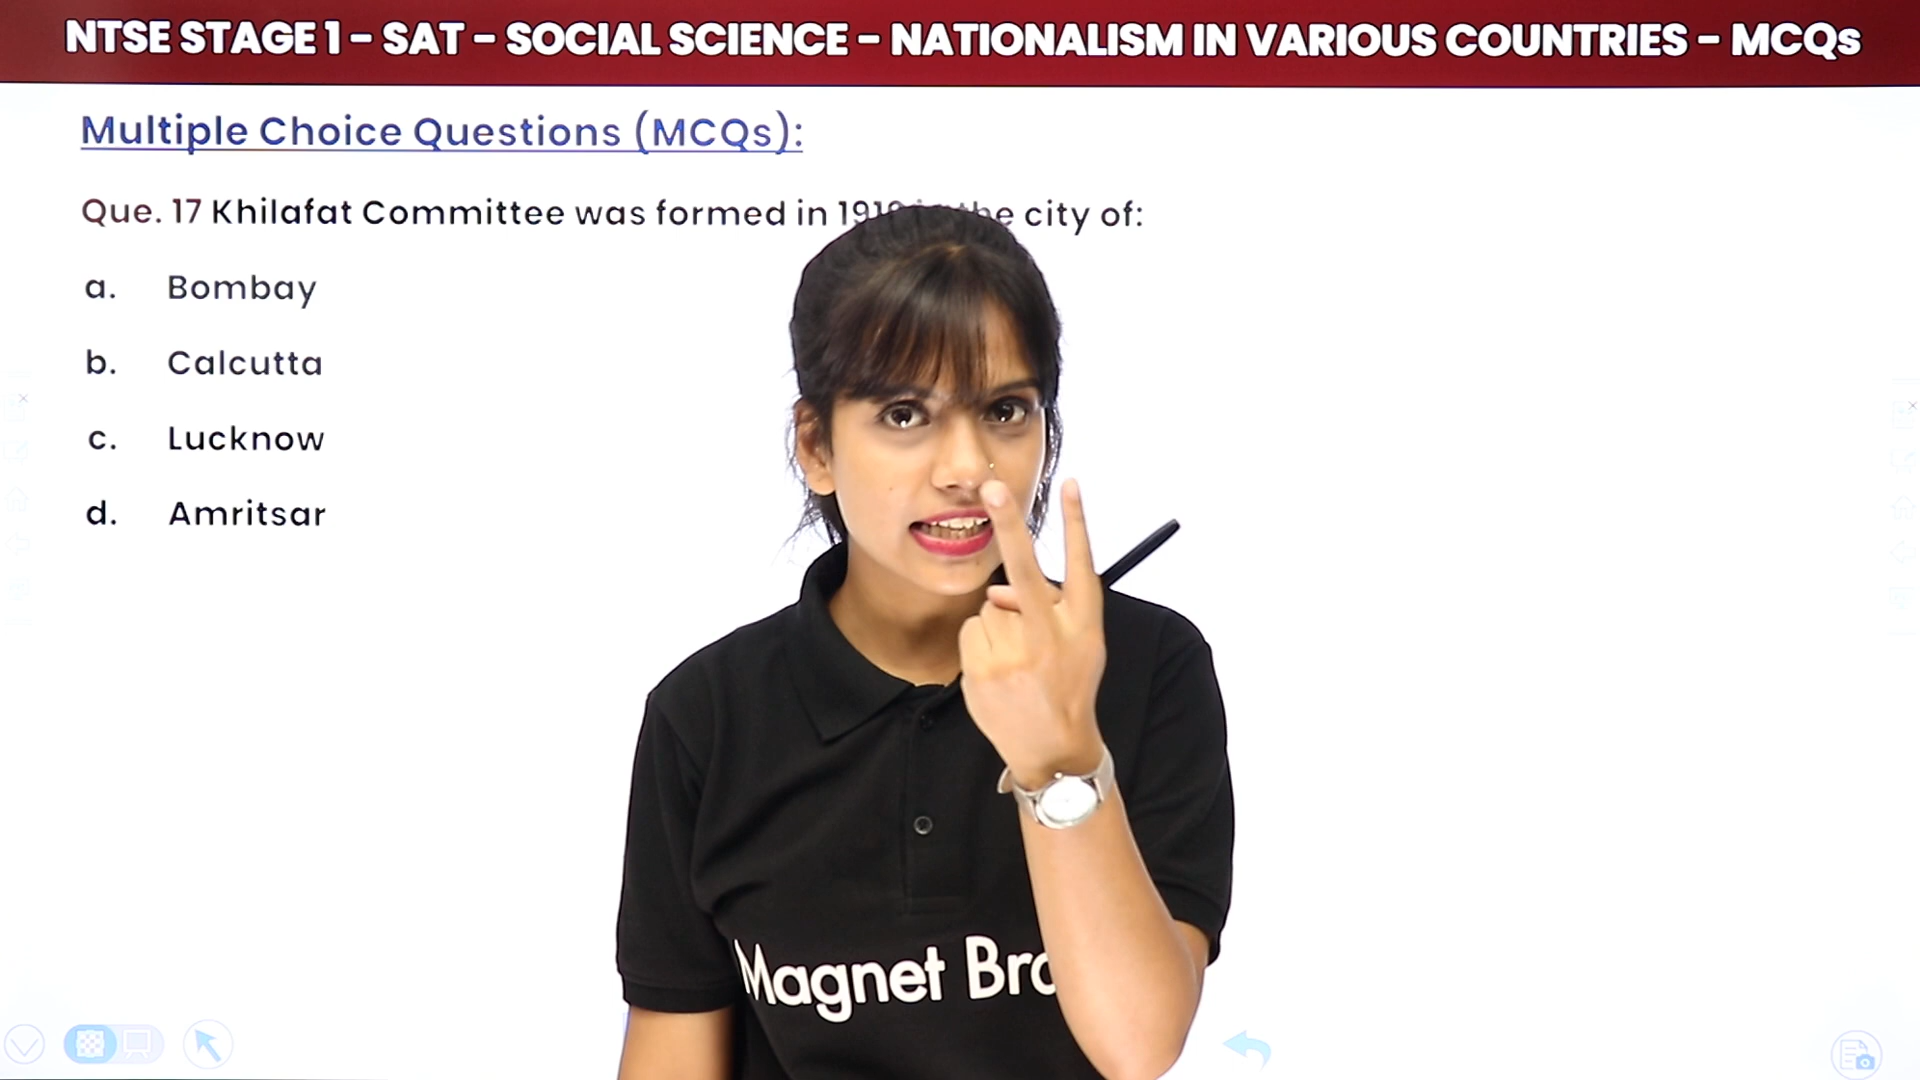 NTSE STAGE 1 – SAT – SOCIAL SCIENCE – NATIONALISM IN VARIOUS COUNTRIES – MCQs
Multiple Choice Questions (MCQs):
Que. 17 Khilafat Committee was formed in the city of:
a. Bombay
b. Calcutta
c. Lucknow
d. Amritsar
Magnet